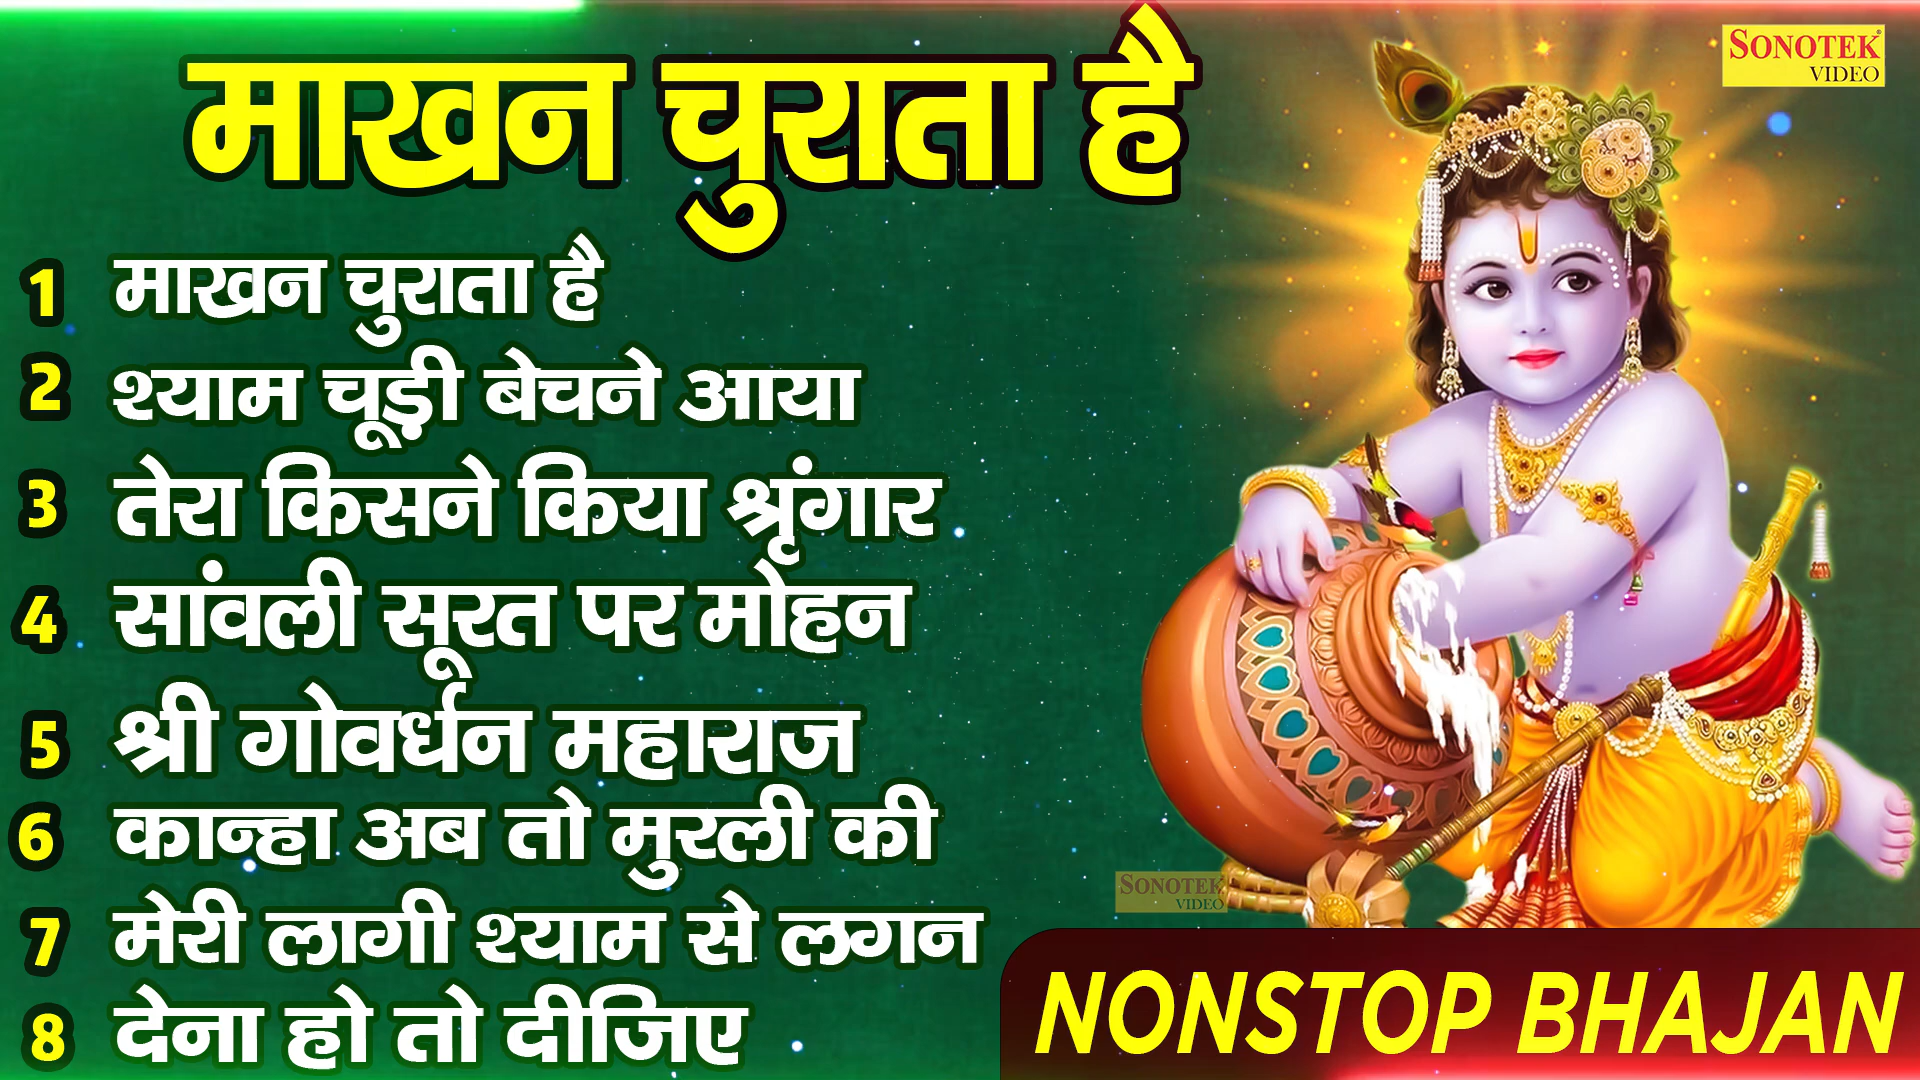 माखन चुराता है
SONOTEK
VIDEO
1 माखन चुराता है
2 श्याम चूड़ी बेचने आया
3 तेरा किसने किया श्रृंगार
4 सांवली सूरत पर मोहन
5 श्री गोवर्धन महाराज
6 कान्हा अब तो मुरली की
7 मेरी लागी श्याम से लगन
8 देना हो तो दीजिए
SONOTEK
VIDEO
NONSTOP BHAJAN